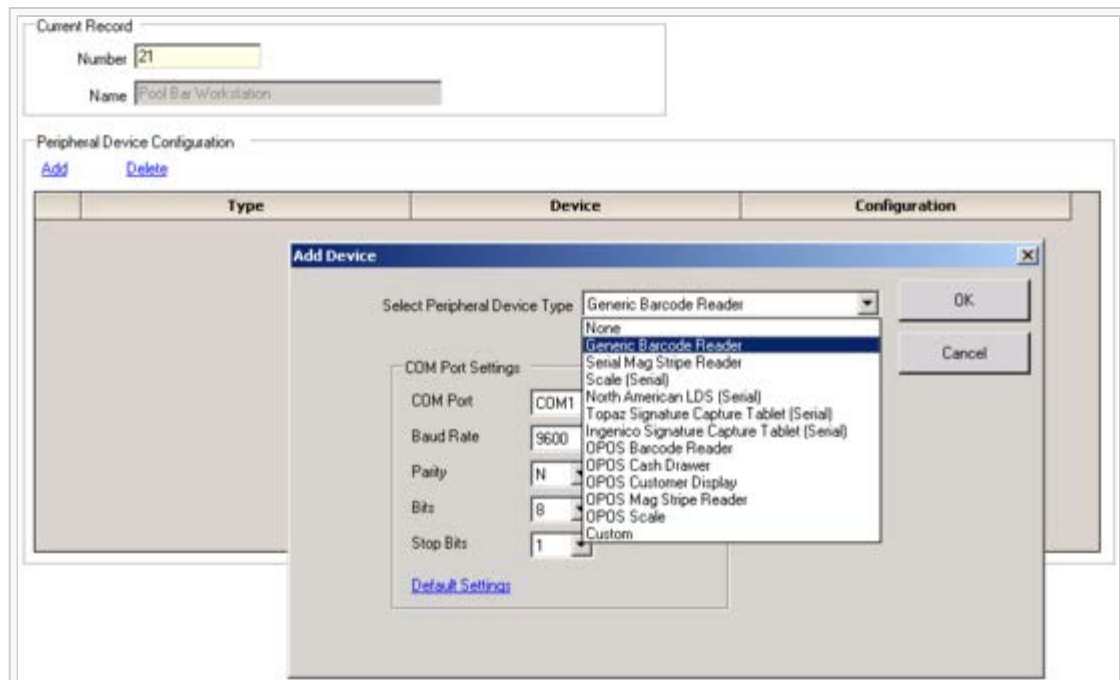 Current Record
Number 21
Name Pool Bar Workstation
Peripheral Device Configuration
Add Delete
Type Device Configuration
Add Device
Select Peripheral Device Type Generic Barcode Reader OK
None
Generic Barcode Reader
Cancel
Serial Mag Stripe Reader
COM Port Settings
Scale (Serial)
North American LDS (Serial)
COM Port COM1
Topaz Signature Capture Tablet (Serial)
Ingenico Signature Capture Tablet (Serial)
Baud Rate 9600
OPOS Barcode Reader
OPOS Cash Drawer
Parity N
OPOS Customer Display
OPOS Mag Stripe Reader
Bits 8
OPOS Scale
Custom
Stop Bits 1
Default Settings